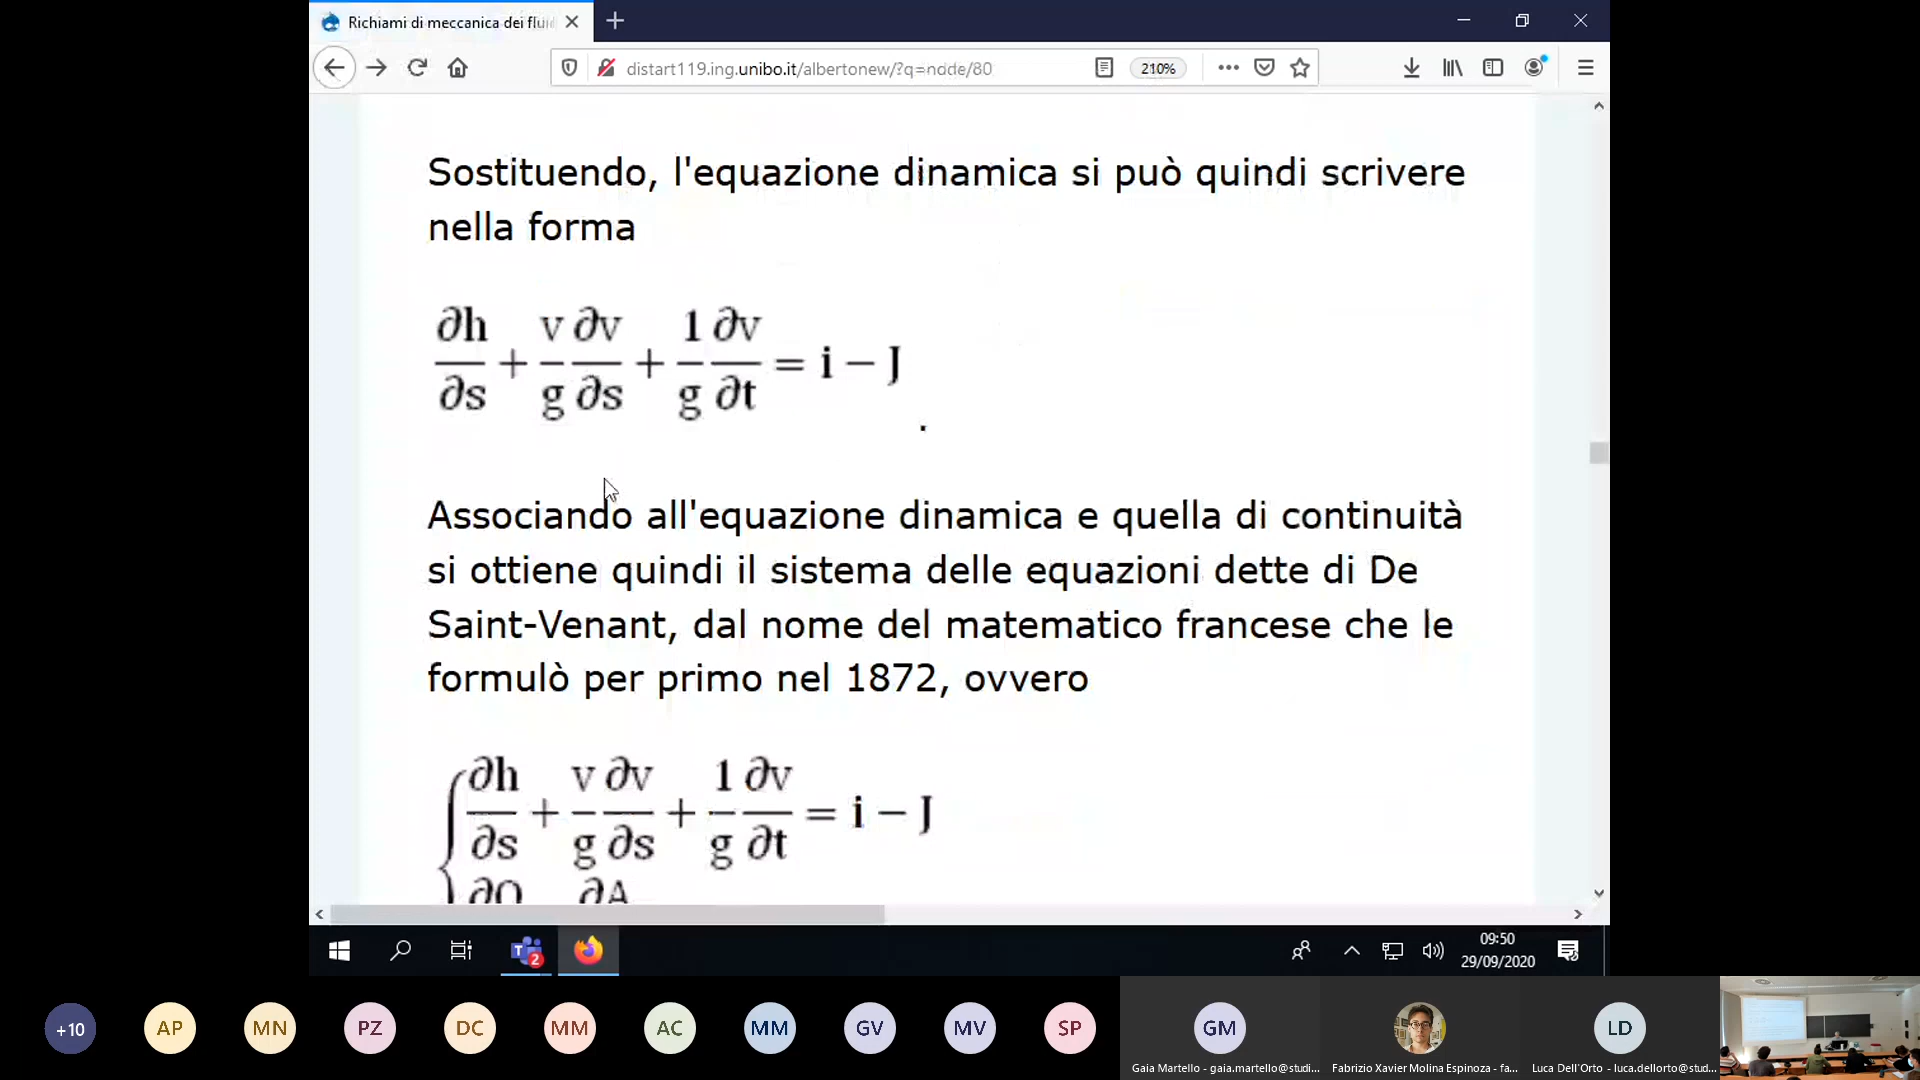 Richiami di meccanica dei fluid
distart119.ing.unibo.it/albertonew/?q=node/80
210%
Sostituendo, l'equazione dinamica si può quindi scrivere
nella forma
∂h/∂s + v/g ∂v/∂s + 1/g ∂v/∂t = i − J
.
Associando all'equazione dinamica e quella di continuità
si ottiene quindi il sistema delle equazioni dette di De
Saint-Venant, dal nome del matematico francese che le
formulò per primo nel 1872, ovvero
∂h/∂s + v/g ∂v/∂s + 1/g ∂v/∂t = i − J
∂Q ∂A
2
09:50
29/09/2020
+10
AP
MN
PZ
DC
MM
AC
MM
GV
MV
SP
GM
LD
Gaia Martello - gaia.martello@studi...
Fabrizio Xavier Molina Espinoza - fa...
Luca Dell'Orto - luca.dellorto@stud...